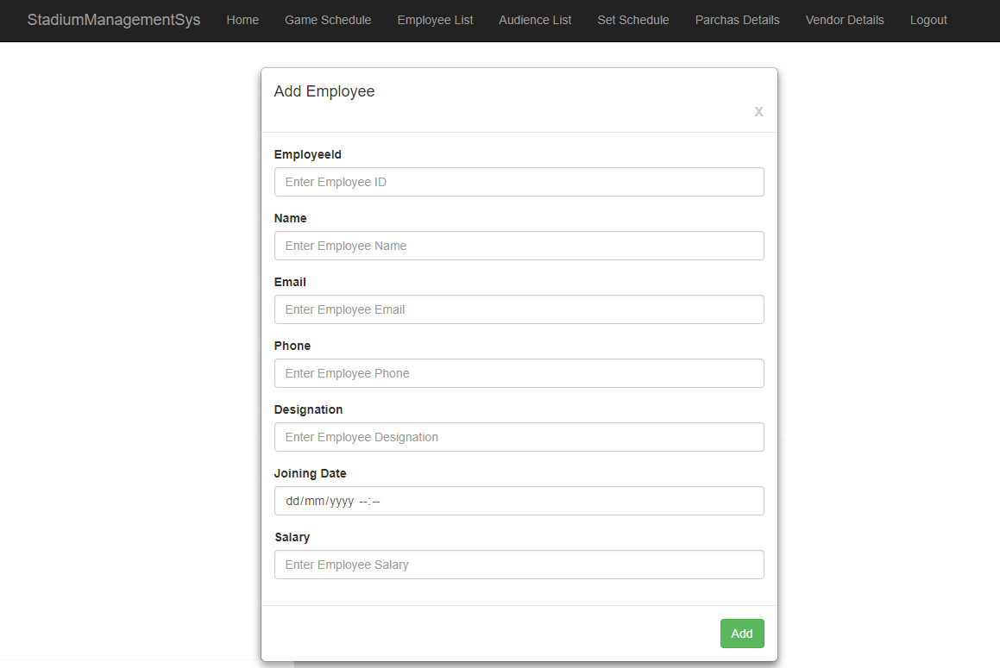 StadiumManagementSys Home Game Schedule Employee List Audience List Set Schedule Parchas Details Vendor Details Logout
Add Employee
x
EmployeeId
Enter Employee ID
Name
Enter Employee Name
Email
Enter Employee Email
Phone
Enter Employee Phone
Designation
Enter Employee Designation
Joining Date
dd/mm/yyyy --:--
Salary
Enter Employee Salary
Add